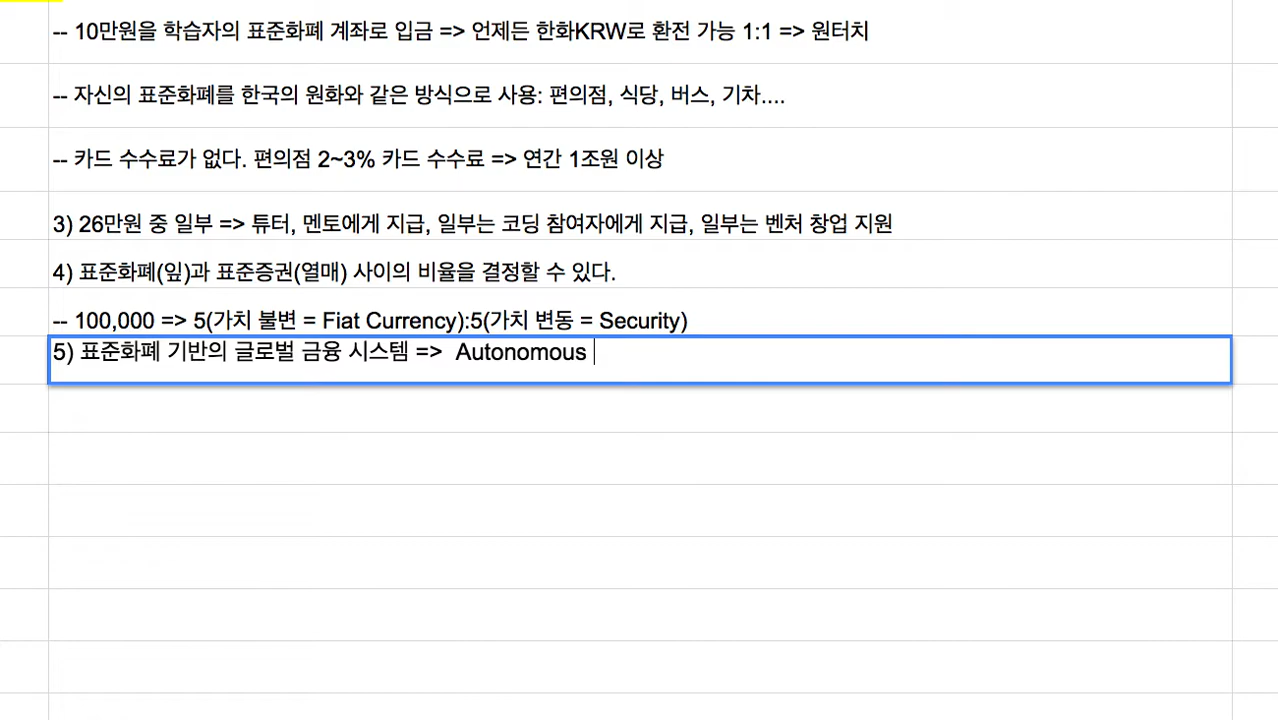 -- 10만원을 학습자의 표준화폐 계좌로 입금 => 언제든 한화KRW로 환전 가능 1:1 => 원터치
-- 자신의 표준화폐를 한국의 원화와 같은 방식으로 사용: 편의점, 식당, 버스, 기차....
-- 카드 수수료가 없다. 편의점 2~3% 카드 수수료 => 연간 1조원 이상
3) 26만원 중 일부 => 튜터, 멘토에게 지급, 일부는 코딩 참여자에게 지급, 일부는 벤처 창업 지원
4) 표준화폐(잎)과 표준증권(열매) 사이의 비율을 결정할 수 있다.
-- 100,000 => 5(가치 불변 = Fiat Currency):5(가치 변동 = Security)
5) 표준화폐 기반의 글로벌 금융 시스템 =>  Autonomous